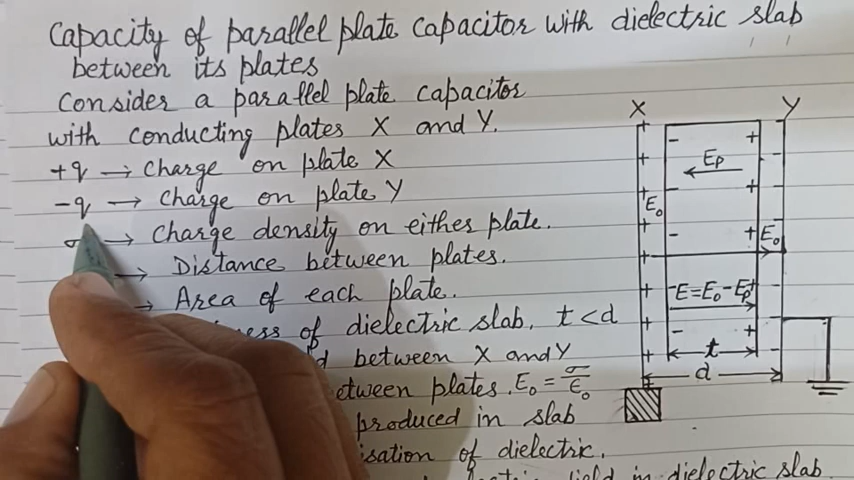 Capacity of parallel plate capacitor with dielectric slab
between its plates
Consider a parallel plate capacitor
with conducting plates X and Y.
+q → Charge on plate X
-q → Charge on plate Y
σ → Charge density on either plate.
→ Distance between plates.
→ Area of each plate.
of dielectric slab, t<d
between X and Y
between plates. E₀ = σ/ε₀
produced in slab
of dielectric.
field in dielectric slab
X Y
+ - + -
+ -
Ep
+ - + -
E₀
+ - + -
E₀
+ - E=E₀-Ep + -
+ - + -
+ t -
d